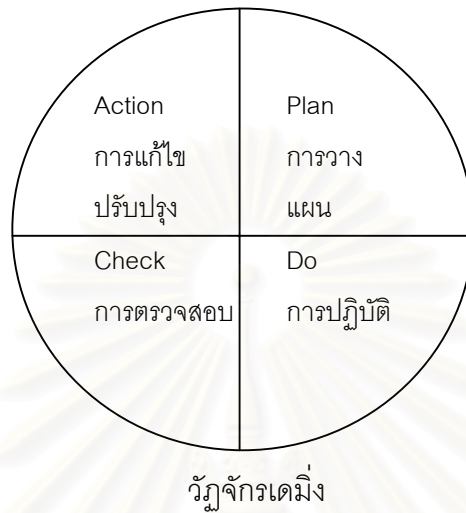 Action
การแก้ไข
ปรับปรุง
Plan
การวาง
แผน
Check
การตรวจสอบ
Do
การปฏิบัติ
วัฏจักรเดมิ่ง